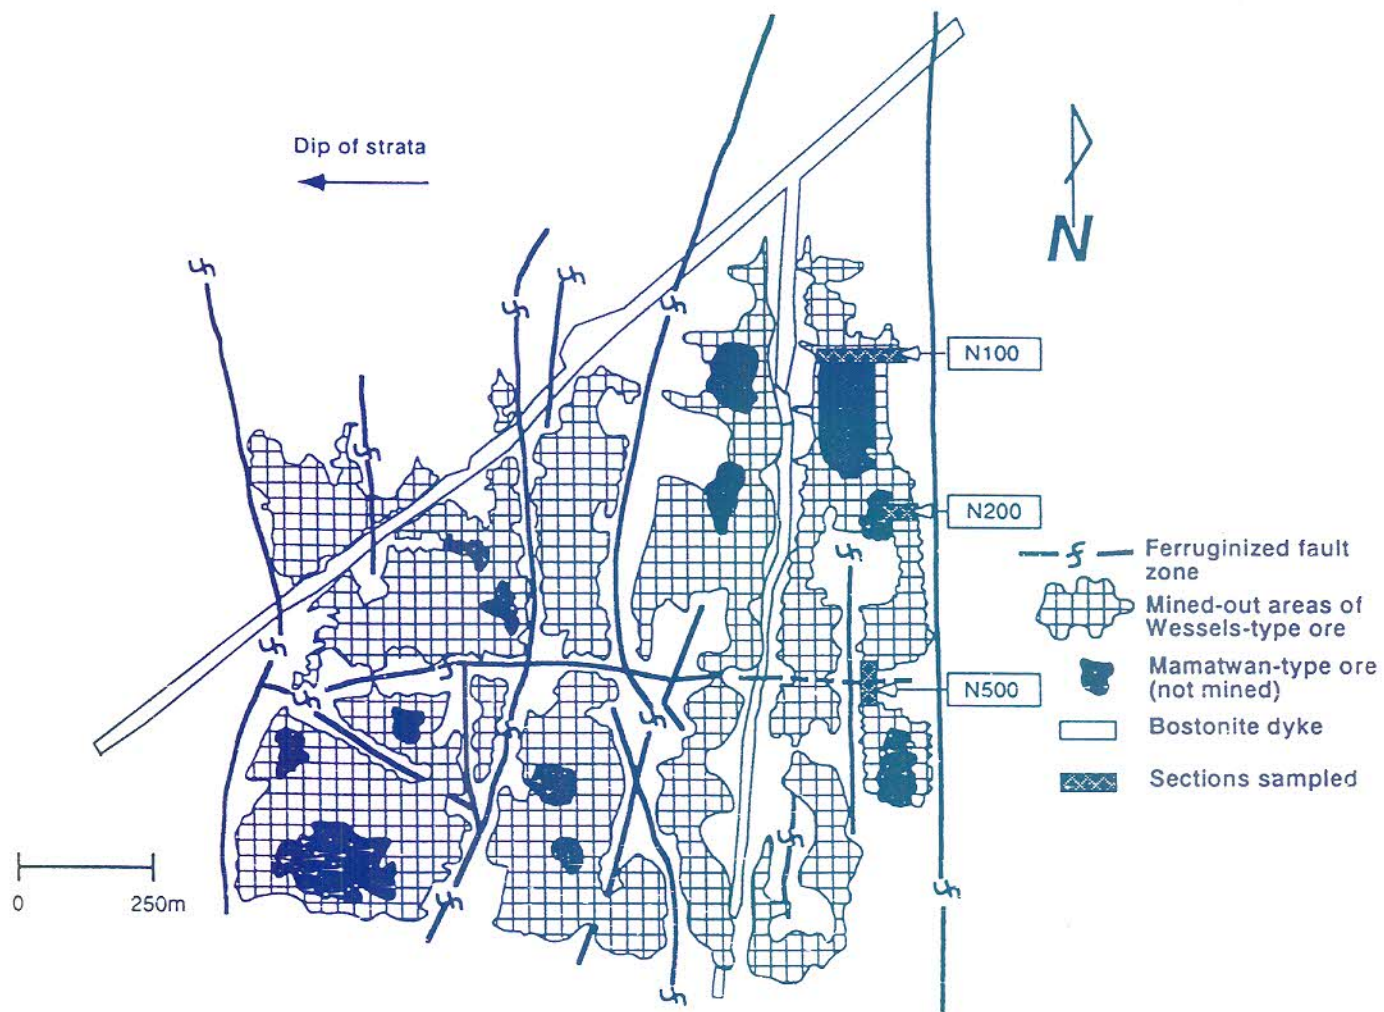 Dip of strata
N
N100
N200
Ferruginized fault
zone
Mined-out areas of
Wessels-type ore
Mamatwan-type ore
(not mined)
N500
Bostonite dyke
Sections sampled
0 250m